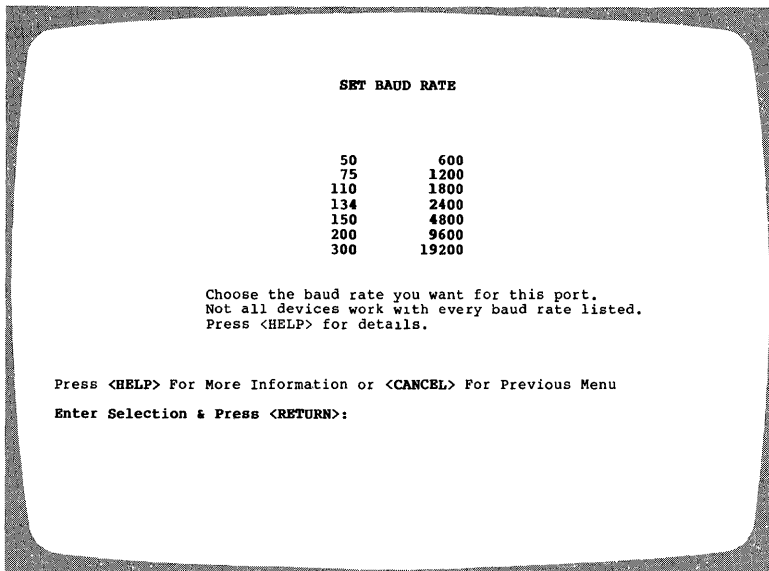 SET BAUD RATE
50 600
75 1200
110 1800
134 2400
150 4800
200 9600
300 19200
Choose the baud rate you want for this port.
Not all devices work with every baud rate listed.
Press <HELP> for details.
Press <HELP> For More Information or <CANCEL> For Previous Menu
Enter Selection & Press <RETURN>: